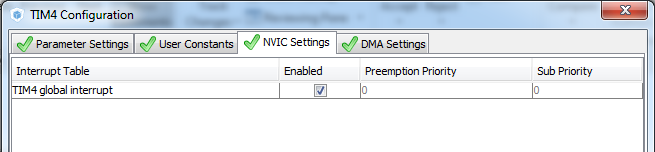 TIM4 Configuration
Parameter Settings User Constants NVIC Settings DMA Settings
Interrupt Table Enabled Preemption Priority Sub Priority
TIM4 global interrupt 0 0